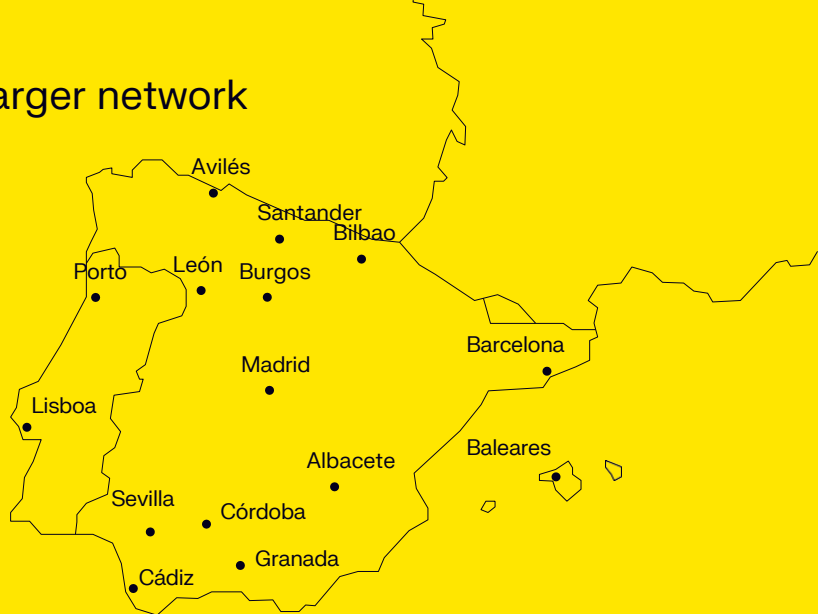 arger network
Avilés
Santander
Bilbao
Porto
León
Burgos
Barcelona
Madrid
Lisboa
Baleares
Albacete
Sevilla
Córdoba
Granada
Cádiz